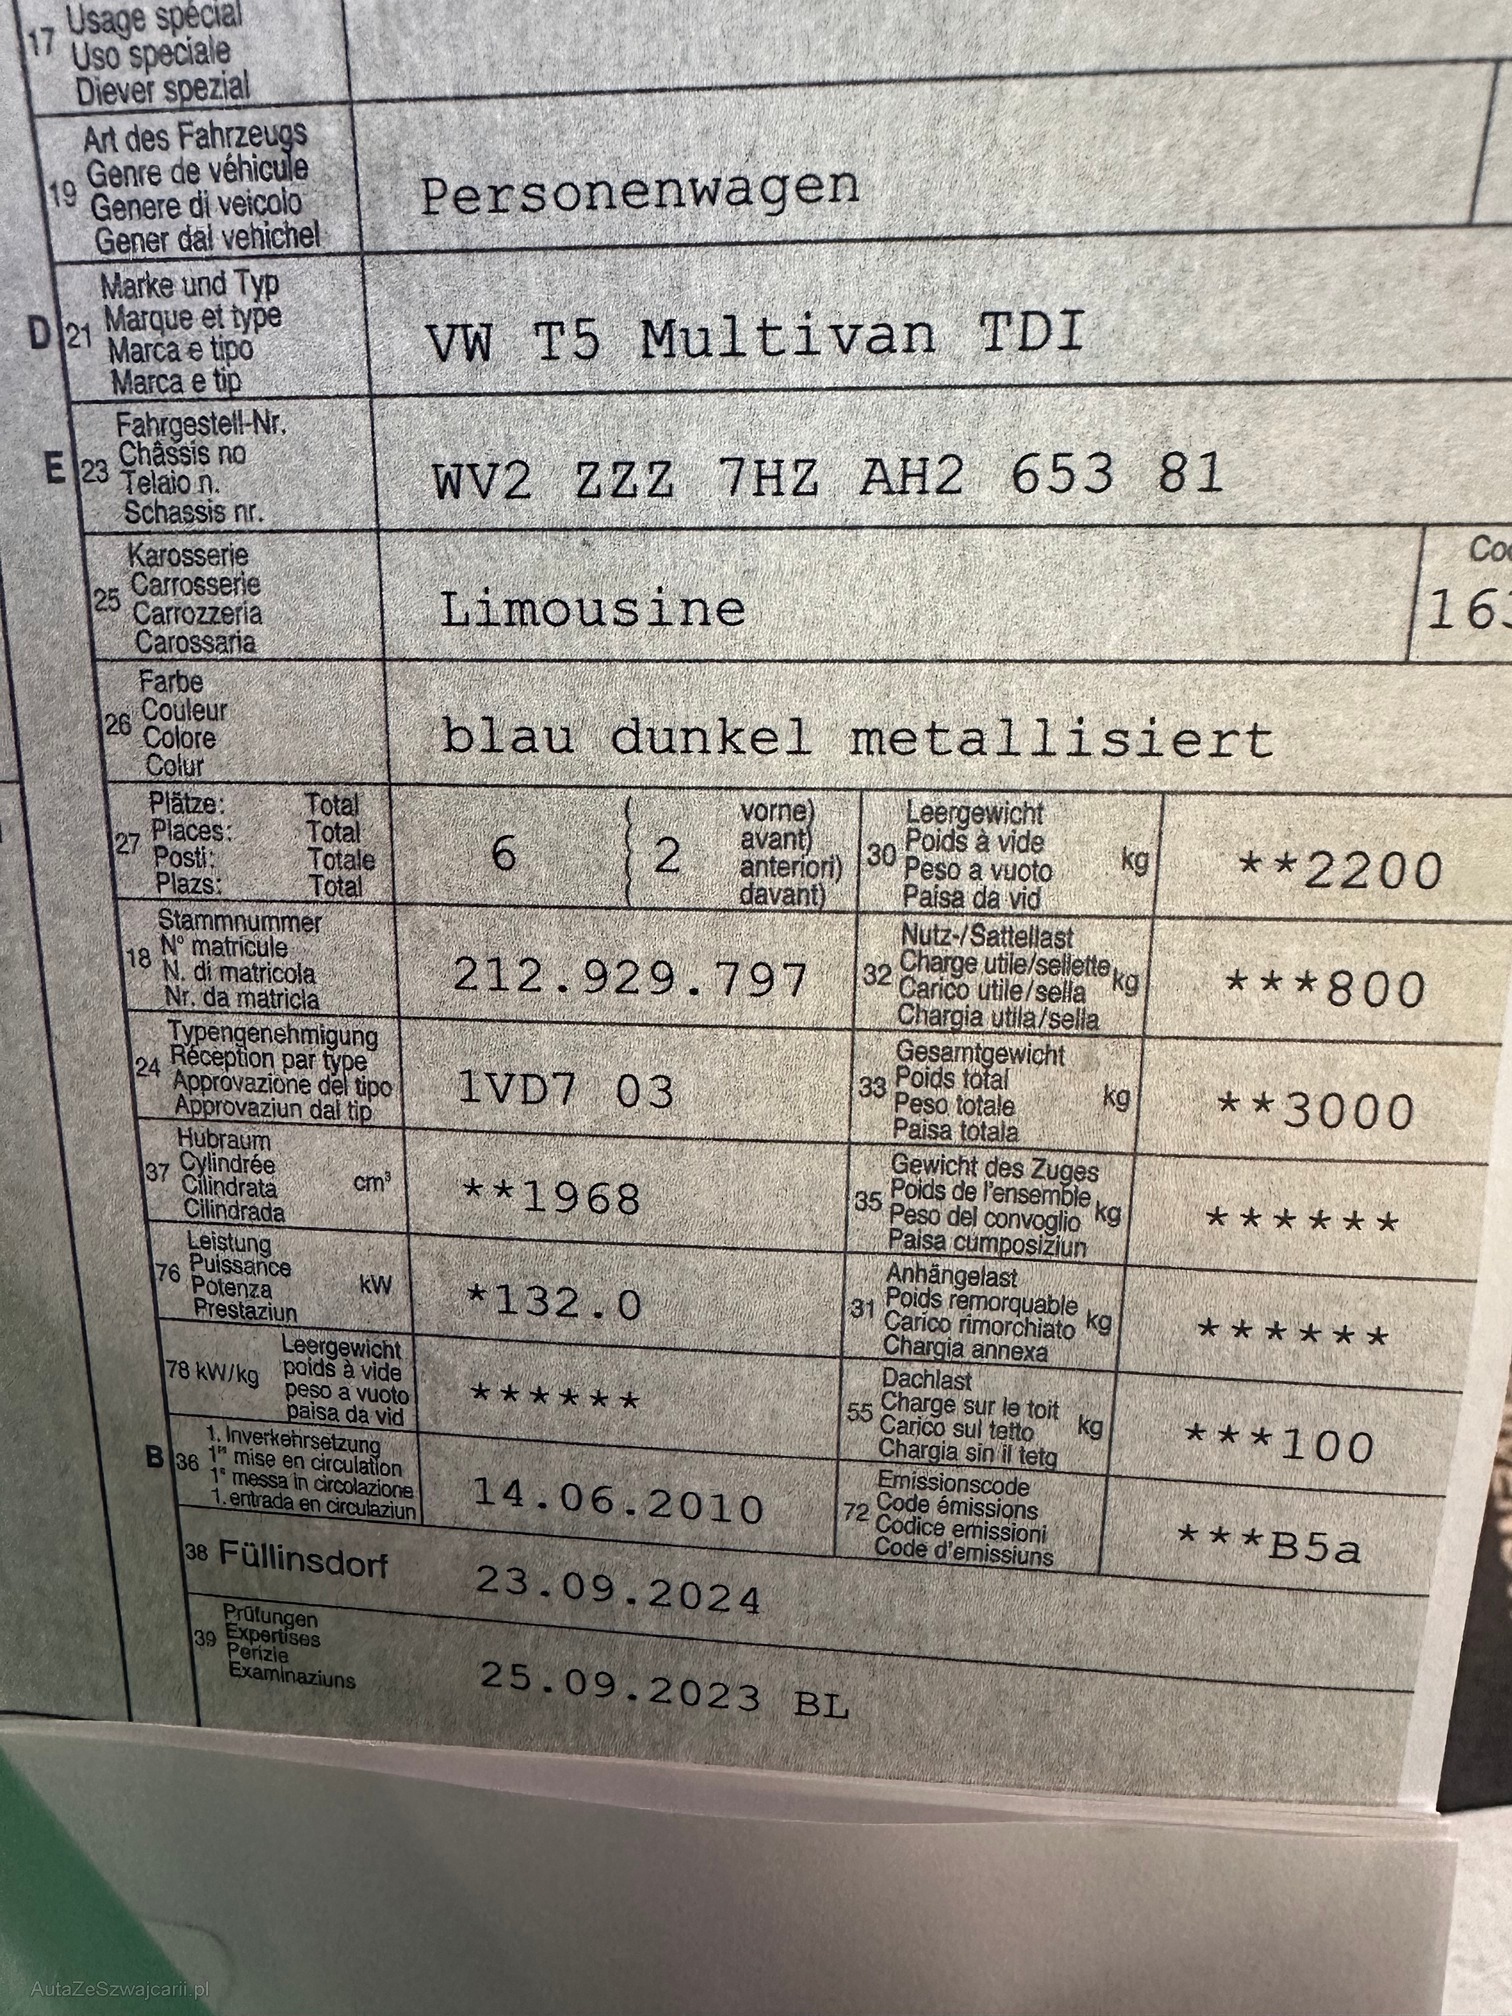 17 Usage spécial
Uso speciale
Diever spezial
19 Art des Fahrzeugs
Genre de véhicule
Genere di veicolo
Gener dal vehichel
Personenwagen
D 21 Marke und Typ
Marque et type
Marca e tipo
Marca e tip
VW T5 Multivan TDI
E 23 Fahrgestell-Nr.
Châssis no
Telaio n.
Schassis nr.
WV2 ZZZ 7HZ AH2 653 81
25 Karosserie
Carrosserie
Carrozzeria
Carossaria
Limousine
26 Farbe
Couleur
Colore
Colur
blau dunkel metallisiert
27 Plätze: Total
Places: Total
Posti: Totale
Plazs: Total
6 { 2
vorne)
avant)
anteriori)
davant)
30 Leergewicht
Poids à vide
Peso a vuoto
Paisa da vid
kg **2200
18 Stammnummer
N° matricule
N. di matricola
Nr. da matricla
212.929.797
32 Nutz-/Sattellast
Charge utile/sellette
Carico utile/sella
Chargia utila/sella
kg ***800
24 Typengenehmigung
Réception par type
Approvazione del tipo
Approvaziun dal tip
1VD7 03
33 Gesamtgewicht
Poids total
Peso totale
Paisa totala
kg **3000
37 Hubraum
Cylindrée
Cilindrata
Cilindrada
cm³ **1968
35 Gewicht des Zuges
Poids de l'ensemble
Peso del convoglio
Paisa cumposiziun
kg ******
76 Leistung
Puissance
Potenza
Prestaziun
kW *132.0
31 Anhängelast
Poids remorquable
Carico rimorchiato
Chargia annexa
kg ******
78 kW/kg Leergewicht
poids à vide
peso a vuoto
paisa da vid
******
55 Dachlast
Charge sur le toit
Carico sul tetto
Chargia sin il tetg
kg ***100
B 36 1. Inverkehrsetzung
1re mise en circulation
1a messa in circolazione
1. entrada en circulaziun
14.06.2010
72 Emissionscode
Code émissions
Codice emissioni
Code d'emissiuns
***B5a
38 Füllinsdorf 23.09.2024
39 Prüfungen
Expertises
Perizie
Examinaziuns
25.09.2023 BL
AutaZeSzwajcarii.pl